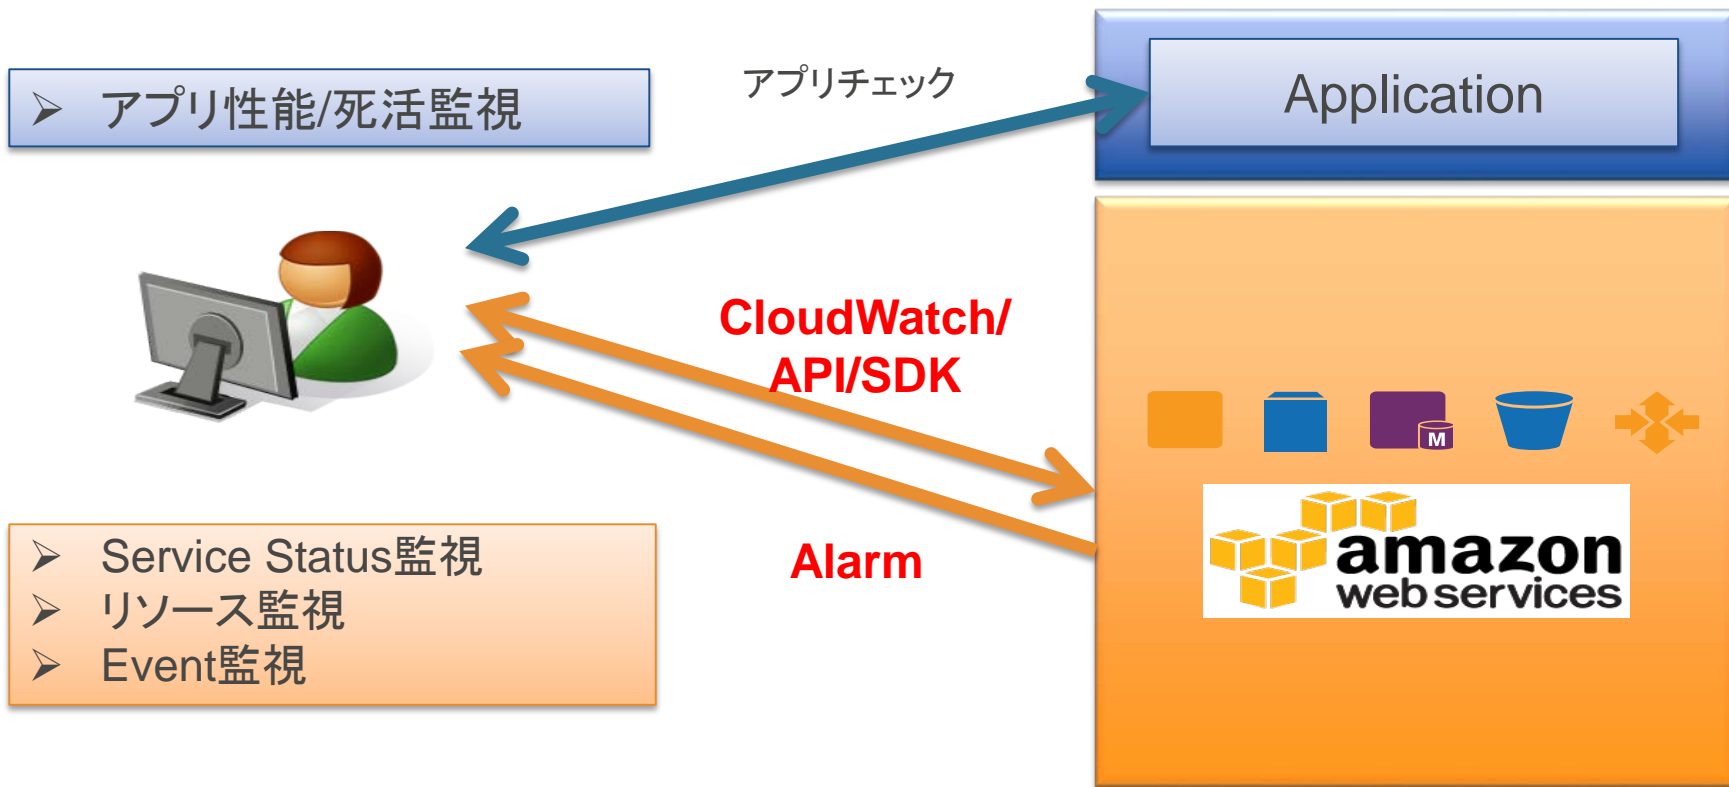 アプリ性能/死活監視
アプリチェック
Application
CloudWatch/
API/SDK
M
amazon
web services
Alarm
Service Status監視
リソース監視
Event監視